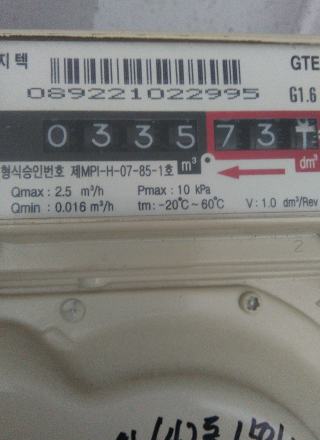 지텍
GTE
089221022995
G1.6
0335 73
m³
dm³
형식승인번호 제MPI-H-07-85-1호
Qmax : 2.5 m³/h Pmax : 10 kPa
Qmin : 0.016 m³/h tm: -20℃~60℃ V : 1.0 dm³/Rev
2